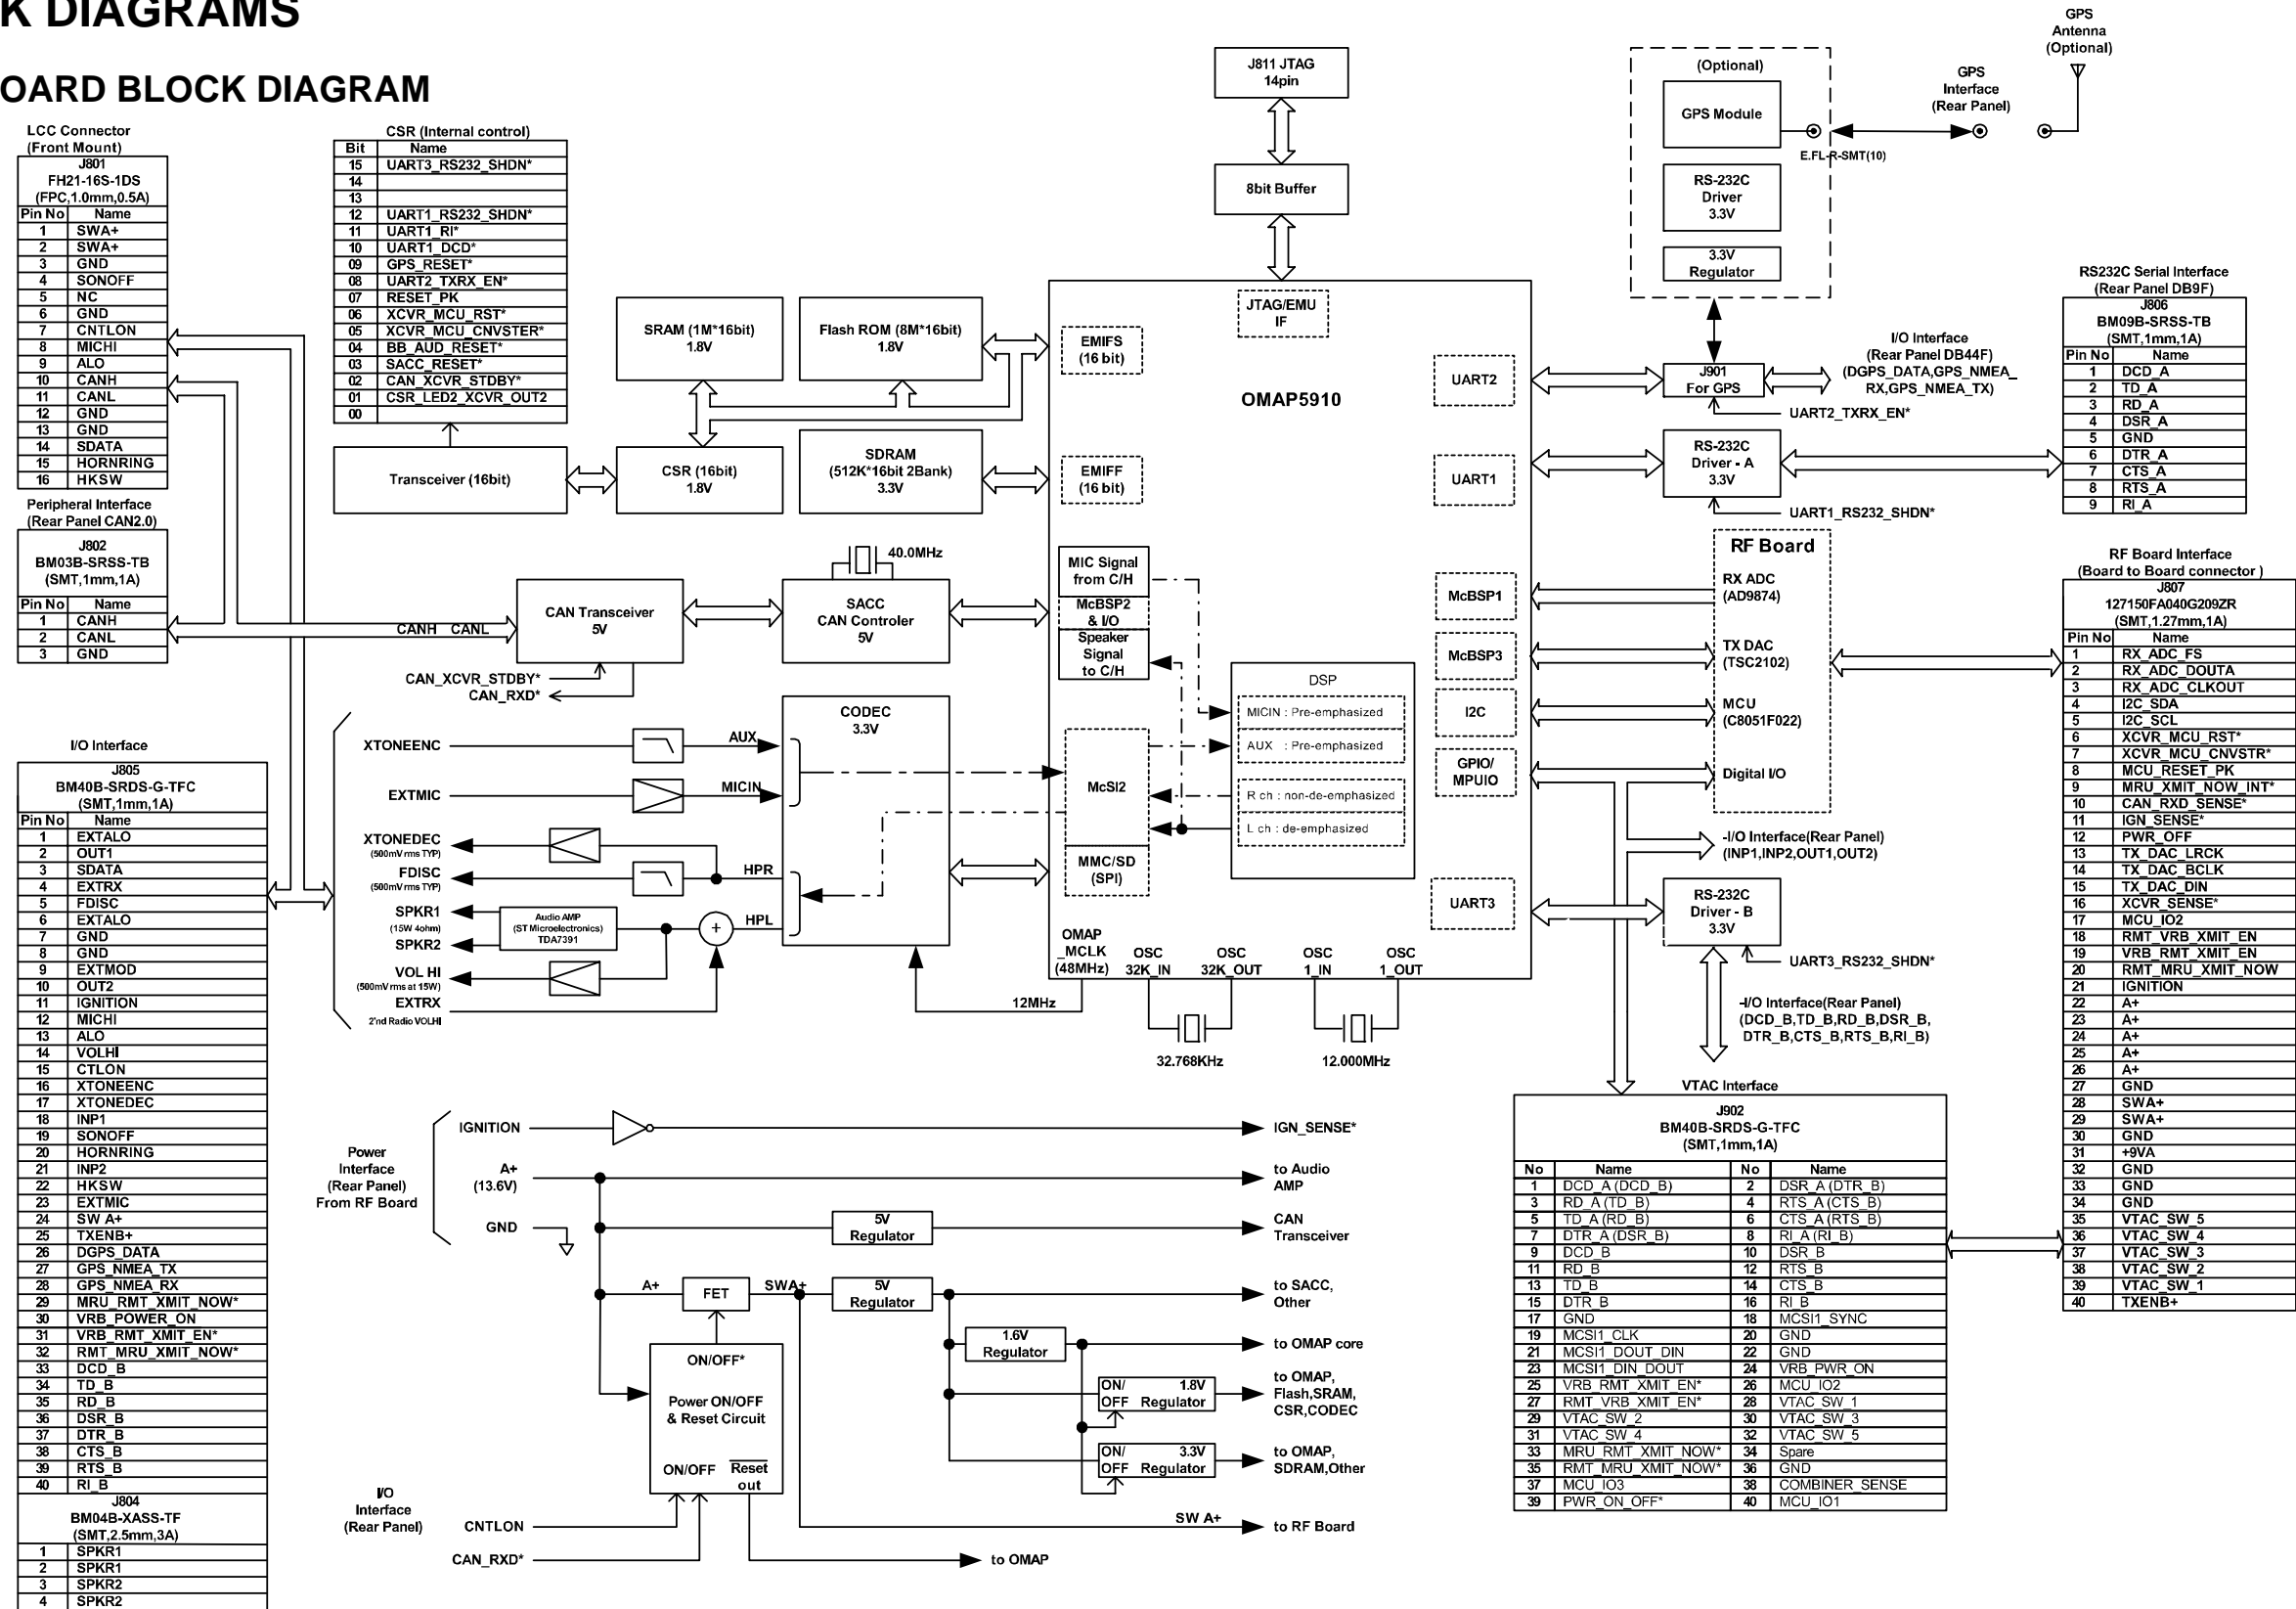 K DIAGRAMS
OARD BLOCK DIAGRAM
LCC Connector
(Front Mount)
J801
FH21-16S-1DS
(FPC,1.0mm,0.5A)
Pin No Name
1 SWA+
2 SWA+
3 GND
4 SONOFF
5 NC
6 GND
7 CNTLON
8 MICHI
9 ALO
10 CANH
11 CANL
12 GND
13 GND
14 SDATA
15 HORNRING
16 HKSW
Peripheral Interface
(Rear Panel CAN2.0)
J802
BM03B-SRSS-TB
(SMT,1mm,1A)
Pin No Name
1 CANH
2 CANL
3 GND
I/O Interface
J805
BM40B-SRDS-G-TFC
(SMT,1mm,1A)
Pin No Name
1 EXTALO
2 OUT1
3 SDATA
4 EXTRX
5 FDISC
6 EXTALO
7 GND
8 GND
9 EXTMOD
10 OUT2
11 IGNITION
12 MICHI
13 ALO
14 VOLHI
15 CTLON
16 XTONEENC
17 XTONEDEC
18 INP1
19 SONOFF
20 HORNRING
21 INP2
22 HKSW
23 EXTMIC
24 SW A+
25 TXENB+
26 DGPS_DATA
27 GPS_NMEA_TX
28 GPS_NMEA_RX
29 MRU_RMT_XMIT_NOW*
30 VRB_POWER_ON
31 VRB_RMT_XMIT_EN*
32 RMT_MRU_XMIT_NOW*
33 DCD_B
34 TD_B
35 RD_B
36 DSR_B
37 DTR_B
38 CTS_B
39 RTS_B
40 RI_B
J804
BM04B-XASS-TF
(SMT,2.5mm,3A)
1 SPKR1
2 SPKR1
3 SPKR2
4 SPKR2
CSR (Internal control)
Bit Name
15 UART3_RS232_SHDN*
14
13
12 UART1_RS232_SHDN*
11 UART1_RI*
10 UART1_DCD*
09 GPS_RESET*
08 UART2_TXRX_EN*
07 RESET_PK
06 XCVR_MCU_RST*
05 XCVR_MCU_CNVSTER*
04 BB_AUD_RESET*
03 SACC_RESET*
02 CAN_XCVR_STDBY*
01 CSR_LED2_XCVR_OUT2
00
Transceiver (16bit)
SRAM (1M*16bit)
1.8V
Flash ROM (8M*16bit)
1.8V
CSR (16bit)
1.8V
SDRAM
(512K*16bit 2Bank)
3.3V
40.0MHz
CAN Transceiver
5V
SACC
CAN Controler
5V
CANH CANL
CAN_XCVR_STDBY*
CAN_RXD*
CODEC
3.3V
XTONEENC
AUX
EXTMIC
MICIN
XTONEDEC
(500mV rms TYP)
FDISC
(500mV rms TYP)
HPR
SPKR1
(15W 4ohm)
SPKR2
Audio AMP
(ST Microelectronics)
TDA7391
+
HPL
VOL HI
(500mV rms at 15W)
EXTRX
2'nd Radio VOLHI
12MHz
J811 JTAG
14pin
8bit Buffer
JTAG/EMU
IF
OMAP5910
EMIFS
(16 bit)
EMIFF
(16 bit)
MIC Signal
from C/H
McBSP2
& I/O
Speaker
Signal
to C/H
McSI2
MMC/SD
(SPI)
DSP
MICIN : Pre-emphasized
AUX : Pre-emphasized
R ch : non-de-emphasized
L ch : de-emphasized
UART2
UART1
McBSP1
McBSP3
I2C
GPIO/
MPUIO
UART3
OMAP
_MCLK
(48MHz)
OSC
32K_IN
OSC
32K_OUT
OSC
1_IN
OSC
1_OUT
32.768KHz
12.000MHz
(Optional)
GPS Module
RS-232C
Driver
3.3V
3.3V
Regulator
E.FL-R-SMT(10)
GPS
Interface
(Rear Panel)
GPS
Antenna
(Optional)
J901
For GPS
I/O Interface
(Rear Panel DB44F)
(DGPS_DATA,GPS_NMEA_
RX,GPS_NMEA_TX)
UART2_TXRX_EN*
RS-232C
Driver - A
3.3V
UART1_RS232_SHDN*
RF Board
RX ADC
(AD9874)
TX DAC
(TSC2102)
MCU
(C8051F022)
Digital I/O
-I/O Interface(Rear Panel)
(INP1,INP2,OUT1,OUT2)
RS-232C
Driver - B
3.3V
UART3_RS232_SHDN*
-I/O Interface(Rear Panel)
(DCD_B,TD_B,RD_B,DSR_B,
DTR_B,CTS_B,RTS_B,RI_B)
RS232C Serial Interface
(Rear Panel DB9F)
J806
BM09B-SRSS-TB
(SMT,1mm,1A)
Pin No Name
1 DCD_A
2 TD_A
3 RD_A
4 DSR_A
5 GND
6 DTR_A
7 CTS_A
8 RTS_A
9 RI_A
RF Board Interface
(Board to Board connector )
J807
127150FA040G209ZR
(SMT,1.27mm,1A)
Pin No Name
1 RX_ADC_FS
2 RX_ADC_DOUTA
3 RX_ADC_CLKOUT
4 I2C_SDA
5 I2C_SCL
6 XCVR_MCU_RST*
7 XCVR_MCU_CNVSTR*
8 MCU_RESET_PK
9 MRU_XMIT_NOW_INT*
10 CAN_RXD_SENSE*
11 IGN_SENSE*
12 PWR_OFF
13 TX_DAC_LRCK
14 TX_DAC_BCLK
15 TX_DAC_DIN
16 XCVR_SENSE*
17 MCU_IO2
18 RMT_VRB_XMIT_EN
19 VRB_RMT_XMIT_EN
20 RMT_MRU_XMIT_NOW
21 IGNITION
22 A+
23 A+
24 A+
25 A+
26 A+
27 GND
28 SWA+
29 SWA+
30 GND
31 +9VA
32 GND
33 GND
34 GND
35 VTAC_SW_5
36 VTAC_SW_4
37 VTAC_SW_3
38 VTAC_SW_2
39 VTAC_SW_1
40 TXENB+
VTAC Interface
J902
BM40B-SRDS-G-TFC
(SMT,1mm,1A)
No Name No Name
1 DCD_A (DCD_B) 2 DSR_A (DTR_B)
3 RD_A (TD_B) 4 RTS_A (CTS_B)
5 TD_A (RD_B) 6 CTS_A (RTS_B)
7 DTR_A (DSR_B) 8 RI_A (RI_B)
9 DCD_B 10 DSR_B
11 RD_B 12 RTS_B
13 TD_B 14 CTS_B
15 DTR_B 16 RI_B
17 GND 18 MCSI1_SYNC
19 MCSI1_CLK 20 GND
21 MCSI1_DOUT_DIN 22 GND
23 MCSI1_DIN_DOUT 24 VRB_PWR_ON
25 VRB_RMT_XMIT_EN* 26 MCU_IO2
27 RMT_VRB_XMIT_EN* 28 VTAC_SW_1
29 VTAC_SW_2 30 VTAC_SW_3
31 VTAC_SW_4 32 VTAC_SW_5
33 MRU_RMT_XMIT_NOW* 34 Spare
35 RMT_MRU_XMIT_NOW* 36 GND
37 MCU_IO3 38 COMBINER_SENSE
39 PWR_ON_OFF* 40 MCU_IO1
Power
Interface
(Rear Panel)
From RF Board
IGNITION
IGN_SENSE*
A+
(13.6V)
to Audio
AMP
GND
5V
Regulator
CAN
Transceiver
A+
FET
SWA+
5V
Regulator
to SACC,
Other
1.6V
Regulator
to OMAP core
ON/OFF*
Power ON/OFF
& Reset Circuit
ON/OFF Reset
out
ON/ 1.8V
OFF Regulator
to OMAP,
Flash,SRAM,
CSR,CODEC
ON/ 3.3V
OFF Regulator
to OMAP,
SDRAM,Other
I/O
Interface
(Rear Panel)
CNTLON
SW A+
to RF Board
CAN_RXD*
to OMAP